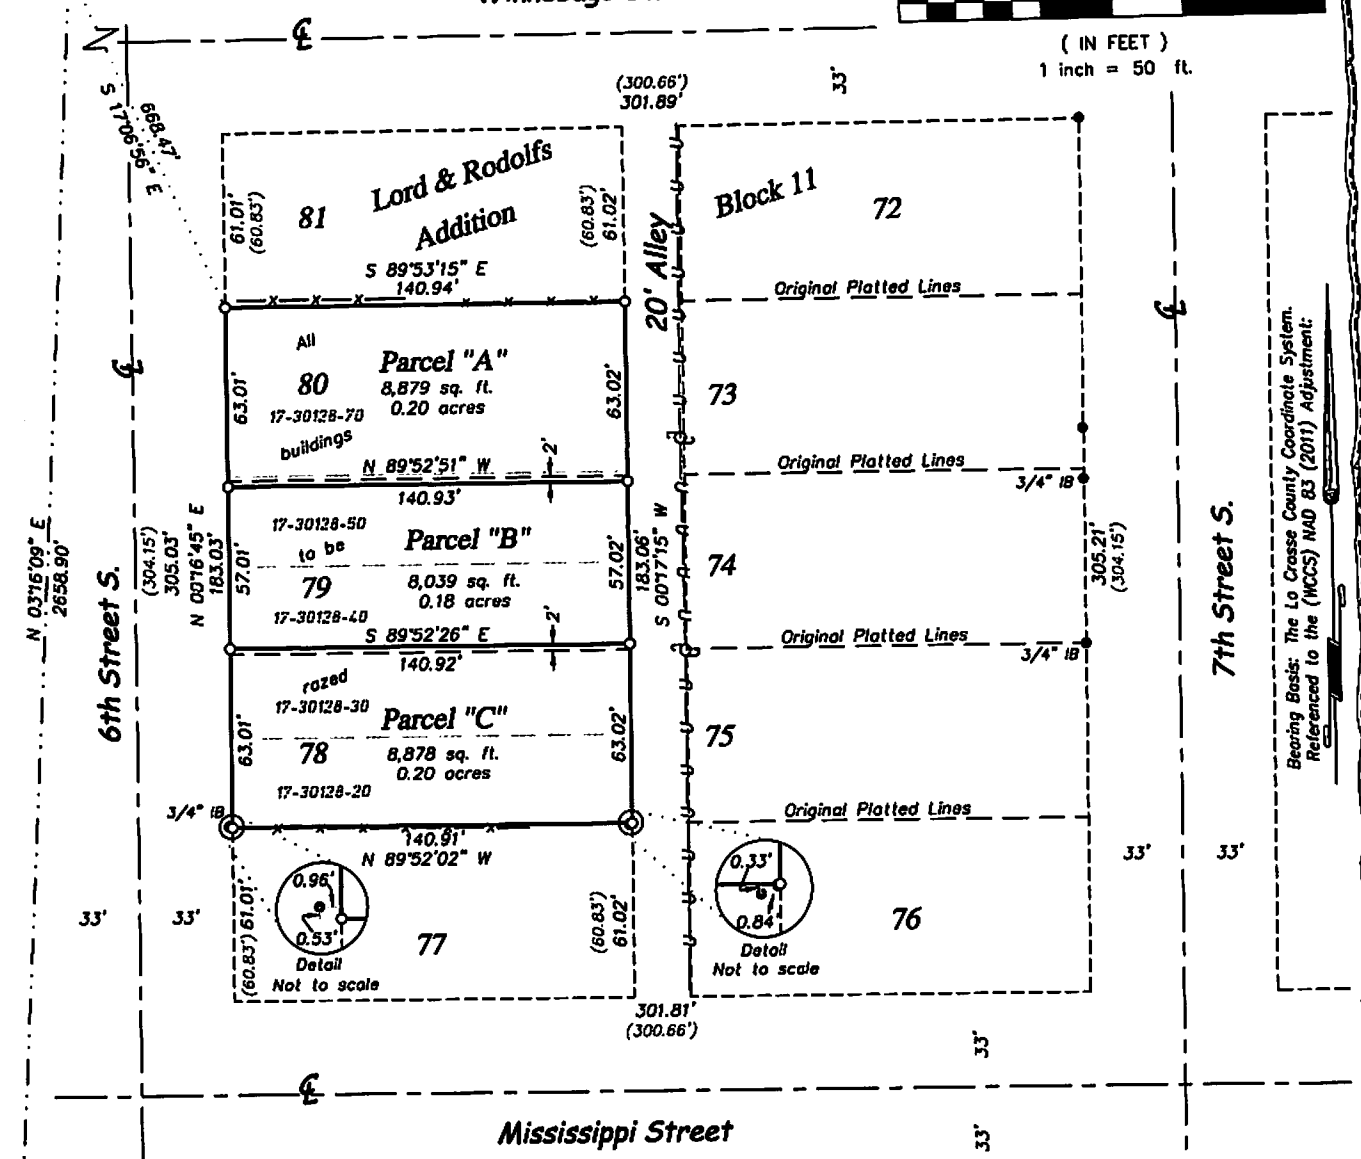 ( IN FEET )
1 inch = 50 ft.
N
S 17°06'56" E
668.47'
(300.66')
301.89'
33'
81
Lord & Rodolfs
Addition
61.01'
(60.83')
(60.83')
61.02'
S 89°53'15" E
140.94'
20' Alley
Block 11
72
Original Platted Lines
All
80
17-30128-70
buildings
Parcel "A"
8,879 sq. ft.
0.20 acres
63.01'
63.02'
N 89°52'51" W
140.93'
2'
73
Original Platted Lines
3/4" IB
17-30128-50
to be
79
17-30128-40
Parcel "B"
8,039 sq. ft.
0.18 acres
57.01'
57.02'
183.06'
S 00°17'15" W
S 89°52'26" E
140.92'
2'
74
Original Platted Lines
3/4" IB
N 03°16'09" E
2658.90'
6th Street S.
(304.15')
305.03'
N 00°16'45" E
183.03'
305.21'
(304.15')
7th Street S.
Bearing Basis: The La Crosse County Coordinate System.
Referenced to the (WCCS) NAD 83 (2011) Adjustment:
razed
17-30128-30
78
17-30128-20
Parcel "C"
8,878 sq. ft.
0.20 acres
63.01'
63.02'
75
Original Platted Lines
3/4" IB
140.91'
N 89°52'02" W
33'
33'
33'
33'
(60.83')
61.01'
0.96'
0.53'
Detail
Not to scale
77
(60.83')
61.02'
0.33'
0.84'
Detail
Not to scale
76
301.81'
(300.66')
33'
Mississippi Street
33'